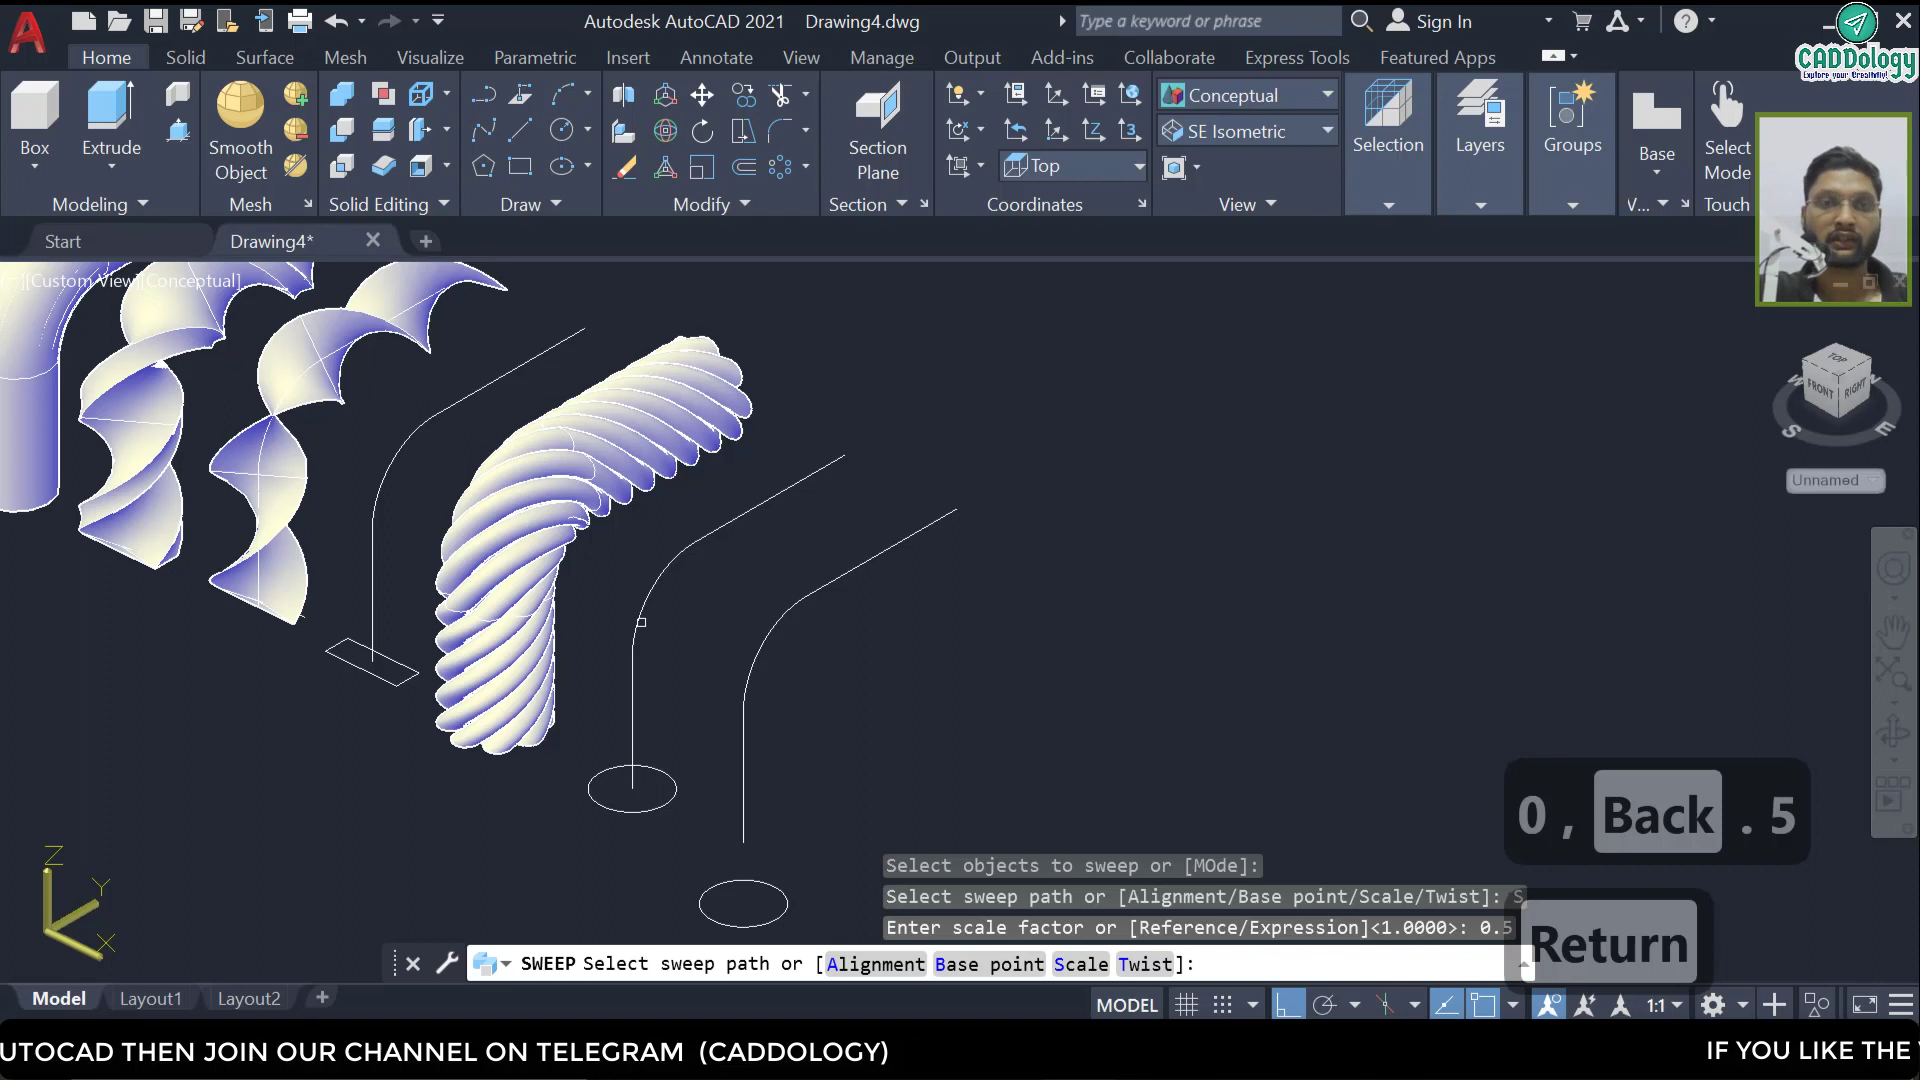 Autodesk AutoCAD 2021 Drawing4.dwg
Type a keyword or phrase
Sign In
CADDology
Explore your Creativity!
Home Solid Surface Mesh Visualize Parametric Insert Annotate View Manage Output Add-ins Collaborate Express Tools Featured Apps
Box
Extrude
Smooth
Object
Section
Plane
Conceptual
SE Isometric
Top
Selection
Layers
Groups
Base
Select
Mode
Modeling
Mesh
Solid Editing
Draw
Modify
Section
Coordinates
View
V...
Touch
Start
Drawing4*
[Custom View][Conceptual]
TOP
FRONT
RIGHT
W
N
S
E
Unnamed
0 , Back . 5
Return
Z
Y
X
Select objects to sweep or [MOde]:
Select sweep path or [Alignment/Base point/Scale/Twist]: S
Enter scale factor or [Reference/Expression]<1.0000>: 0.5
SWEEP Select sweep path or [Alignment Base point Scale Twist]:
Model Layout1 Layout2
MODEL
1:1
UTOCAD THEN JOIN OUR CHANNEL ON TELEGRAM (CADDOLOGY)
IF YOU LIKE THE